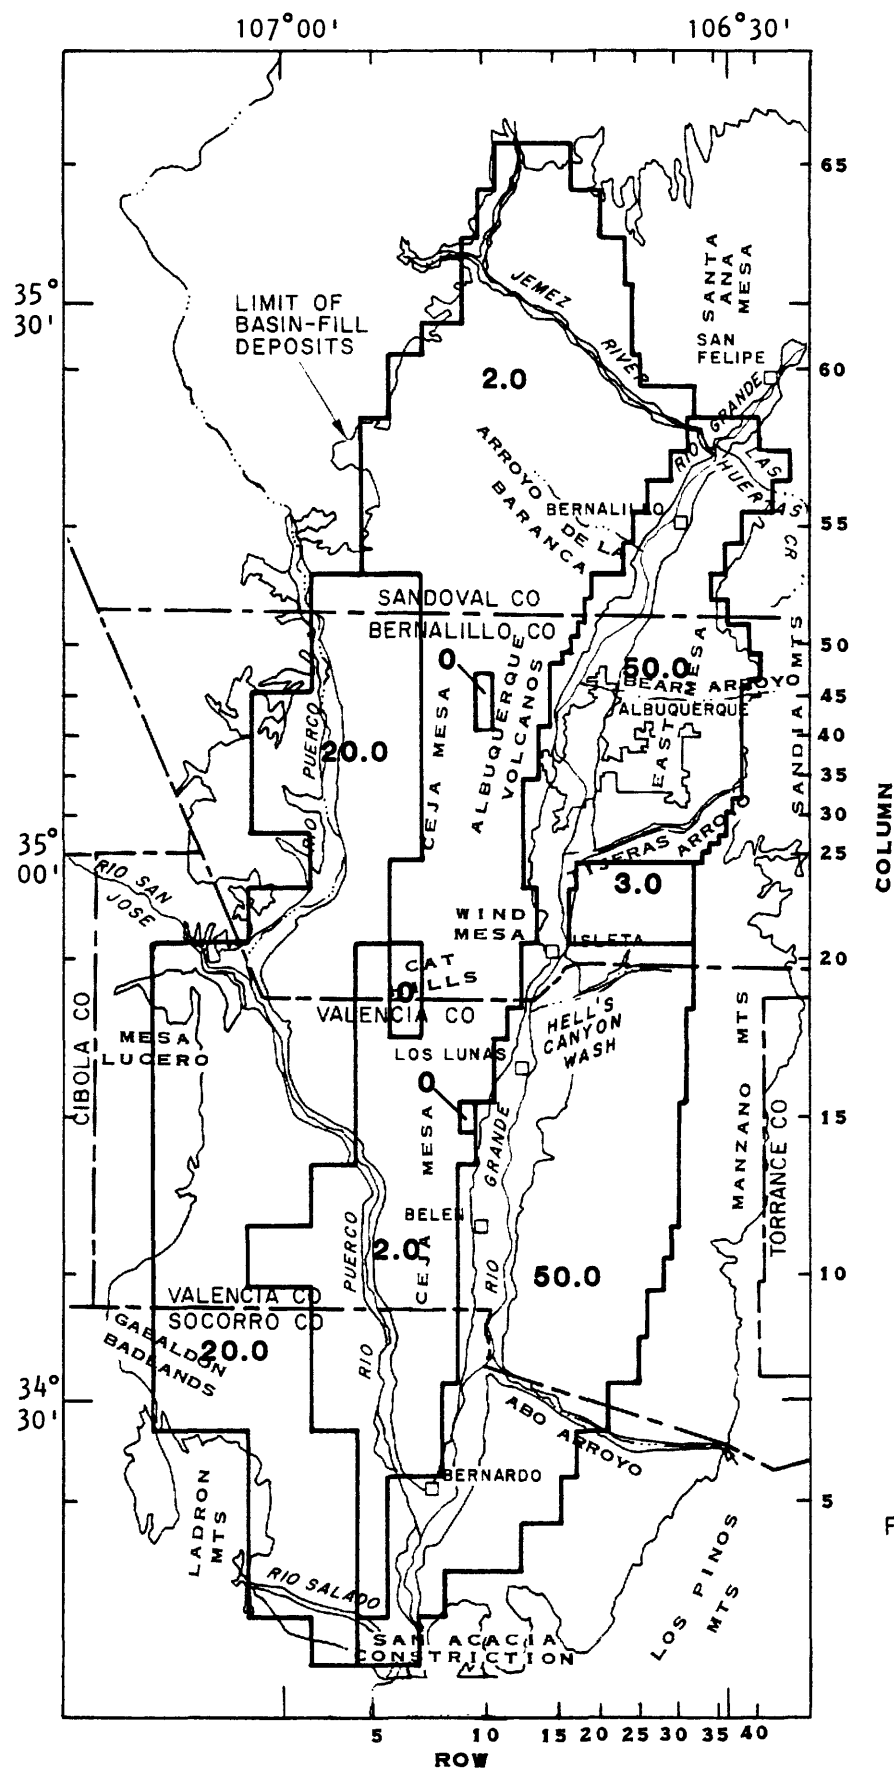 107°00'
106°30'
65
SANTA
ANA
MESA
35°
30'
JEMEZ
RIVER
LIMIT OF
BASIN-FILL
DEPOSITS
SAN
FELIPE
60
2.0
RIO GRANDE
LAS
HUERTAS
CR
ARROYO
DE LA
BARANCA
BERNALILLO
55
SANDOVAL CO
BERNALILLO CO
50
0
50.0
BEAR ARROYO
45
ALBUQUERQUE
EAST MESA
SANDIA MTS
40
RIO PUERCO
20.0
CEJA MESA
ALBUQUERQUE
VOLCANOS
35
30
COLUMN
35°
00'
TIJERAS ARROYO
25
3.0
RIO SAN
JOSE
WIND
MESA
ISLETA
20
CAT
HILLS
0
VALENCIA CO
CIBOLA CO
MESA
LUCERO
HELL'S
CANYON
WASH
MANZANO MTS
LOS LUNAS
0
15
CEJA MESA
RIO GRANDE
TORRANCE CO
BELEN
RIO PUERCO
2.0
50.0
10
VALENCIA CO
SOCORRO CO
GABALDON
BADLANDS
20.0
34°
30'
ABO ARROYO
BERNARDO
5
F
LADRON
MTS
LOS PINOS
MTS
RIO SALADO
SAN ACACIA
CONSTRICTION
5 10 15 20 25 30 35 40
ROW